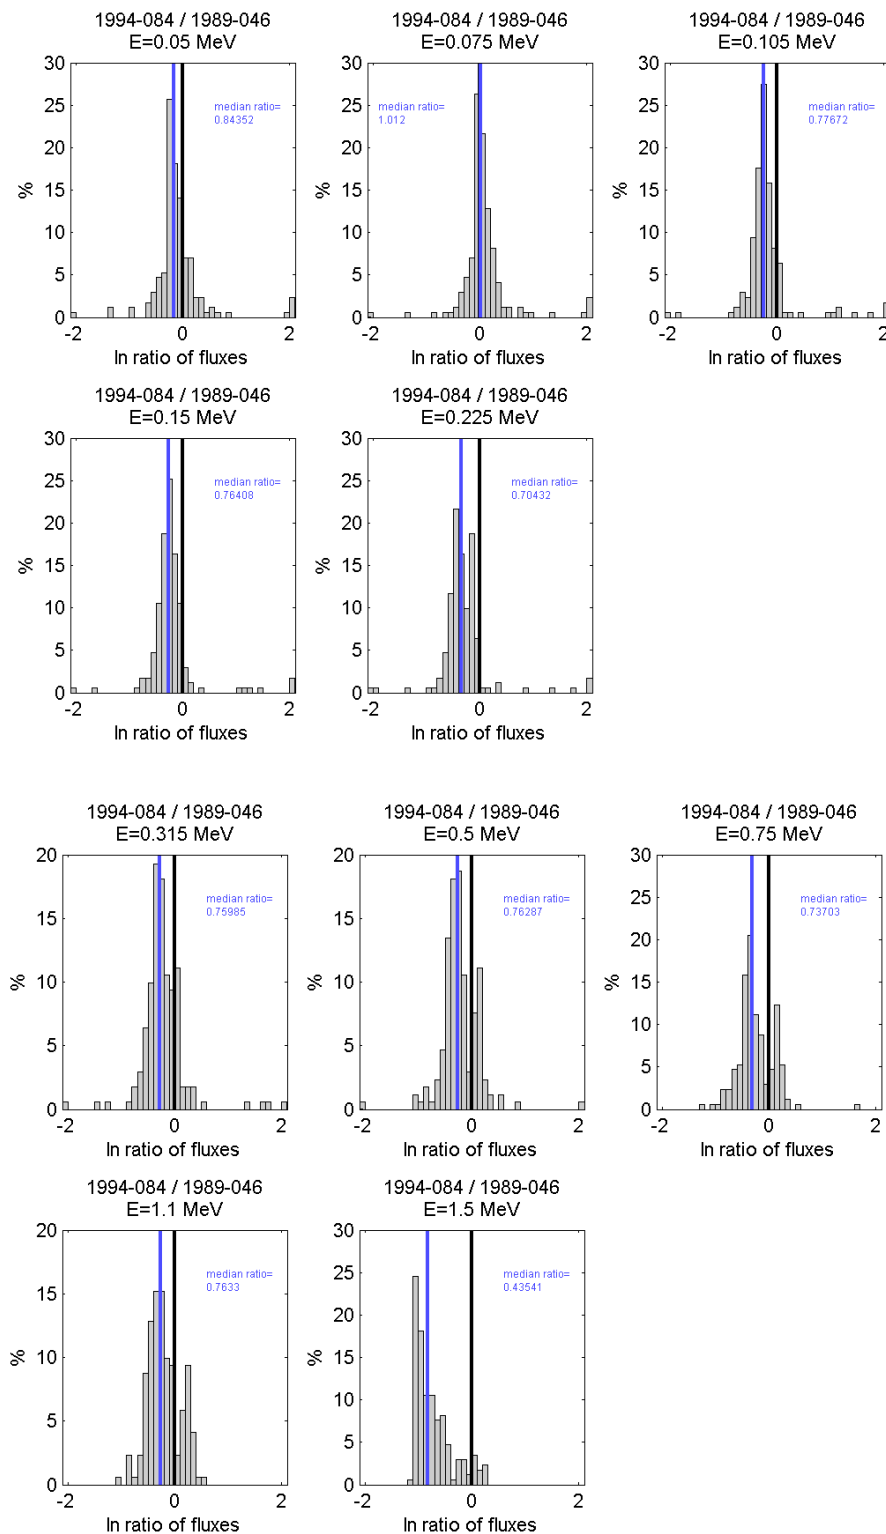 1994-084 / 1989-046
E=0.05 MeV
30
25
20
15
10
5
0
%
median ratio=
0.84352
-2 0 2
ln ratio of fluxes
1994-084 / 1989-046
E=0.075 MeV
30
25
20
15
10
5
0
%
median ratio=
1.012
-2 0 2
ln ratio of fluxes
1994-084 / 1989-046
E=0.105 MeV
30
25
20
15
10
5
0
%
median ratio=
0.77672
-2 0 2
ln ratio of fluxes
1994-084 / 1989-046
E=0.15 MeV
30
25
20
15
10
5
0
%
median ratio=
0.76408
-2 0 2
ln ratio of fluxes
1994-084 / 1989-046
E=0.225 MeV
30
25
20
15
10
5
0
%
median ratio=
0.70432
-2 0 2
ln ratio of fluxes
1994-084 / 1989-046
E=0.315 MeV
20
15
10
5
0
%
median ratio=
0.75985
-2 0 2
ln ratio of fluxes
1994-084 / 1989-046
E=0.5 MeV
20
15
10
5
0
%
median ratio=
0.76287
-2 0 2
ln ratio of fluxes
1994-084 / 1989-046
E=0.75 MeV
30
25
20
15
10
5
0
%
median ratio=
0.73703
-2 0 2
ln ratio of fluxes
1994-084 / 1989-046
E=1.1 MeV
20
15
10
5
0
%
median ratio=
0.7633
-2 0 2
ln ratio of fluxes
1994-084 / 1989-046
E=1.5 MeV
30
25
20
15
10
5
0
%
median ratio=
0.43541
-2 0 2
ln ratio of fluxes